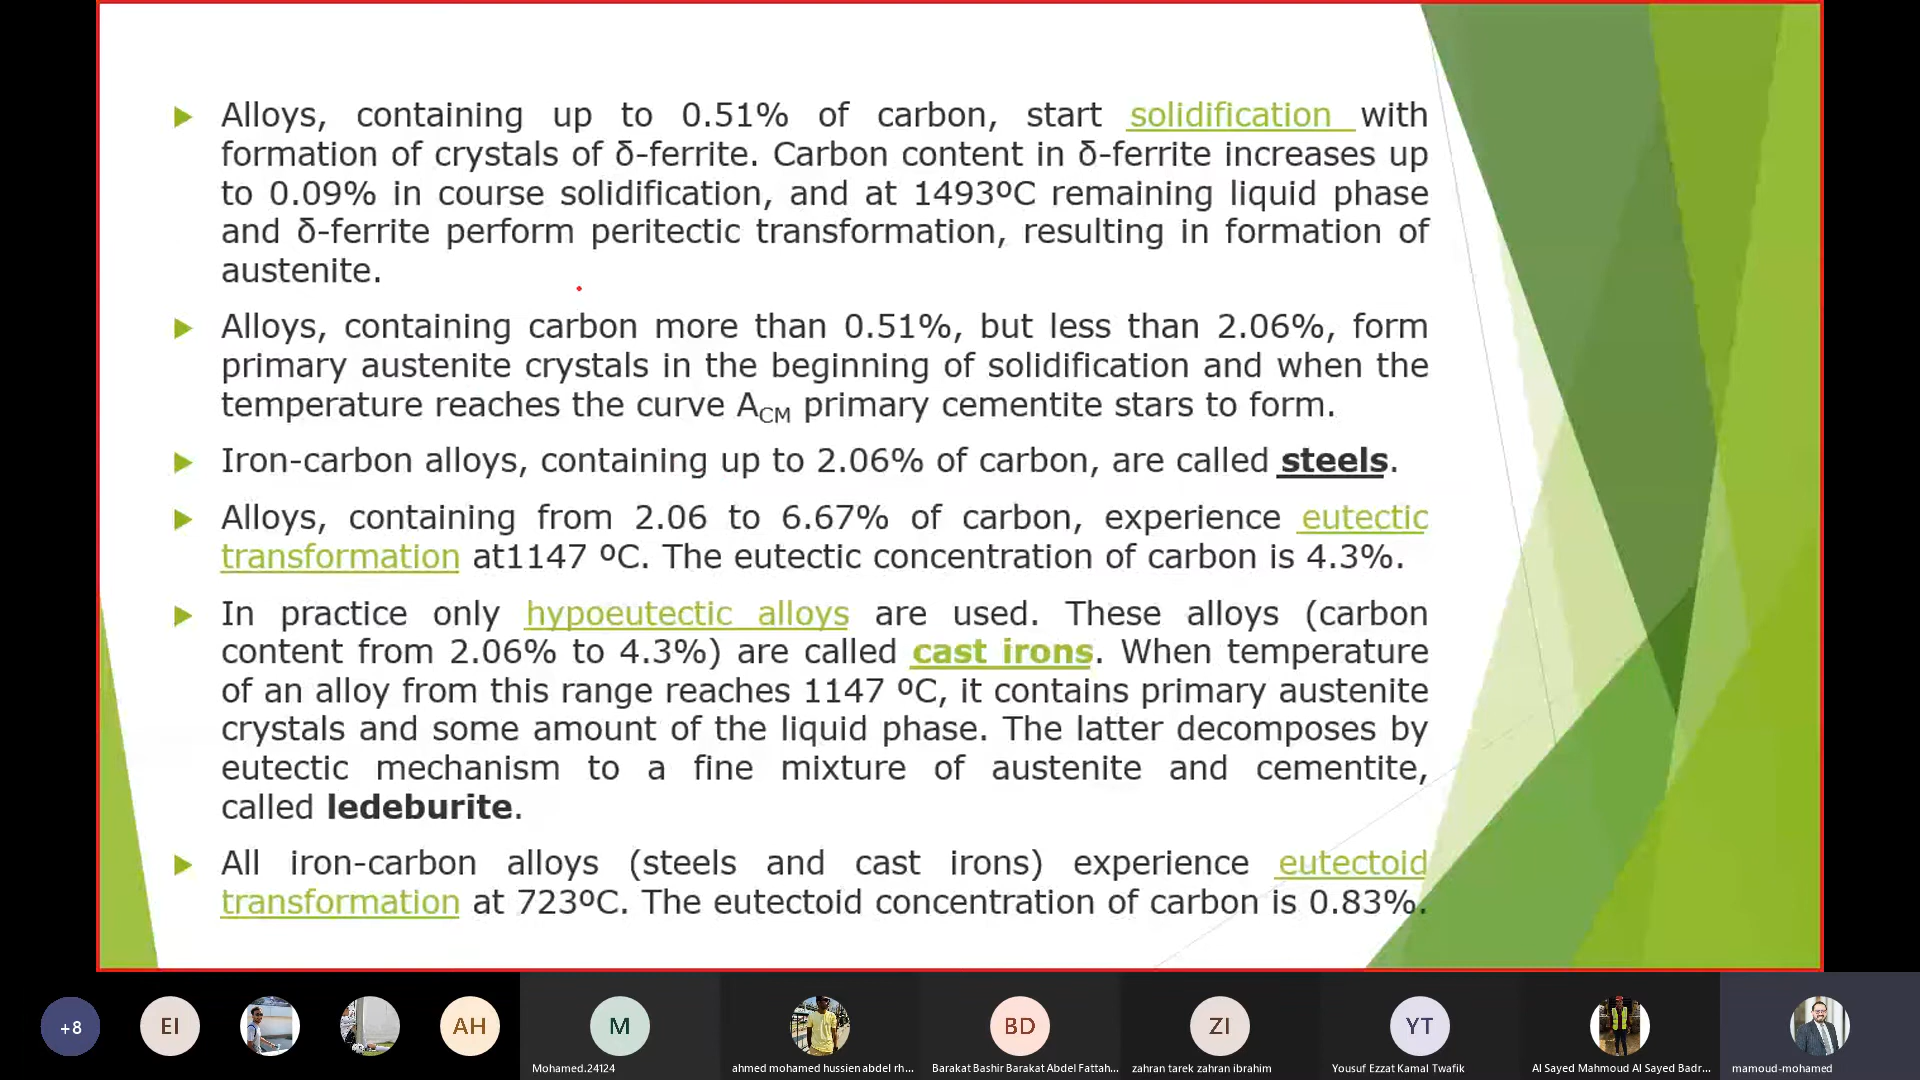 Alloys, containing up to 0.51% of carbon, start solidification with
formation of crystals of δ-ferrite. Carbon content in δ-ferrite increases up
to 0.09% in course solidification, and at 1493ºC remaining liquid phase
and δ-ferrite perform peritectic transformation, resulting in formation of
austenite.
Alloys, containing carbon more than 0.51%, but less than 2.06%, form
primary austenite crystals in the beginning of solidification and when the
temperature reaches the curve ACM primary cementite stars to form.
Iron-carbon alloys, containing up to 2.06% of carbon, are called steels.
Alloys, containing from 2.06 to 6.67% of carbon, experience eutectic
transformation at1147 ºC. The eutectic concentration of carbon is 4.3%.
In practice only hypoeutectic alloys are used. These alloys (carbon
content from 2.06% to 4.3%) are called cast irons. When temperature
of an alloy from this range reaches 1147 ºC, it contains primary austenite
crystals and some amount of the liquid phase. The latter decomposes by
eutectic mechanism to a fine mixture of austenite and cementite,
called ledeburite.
All iron-carbon alloys (steels and cast irons) experience eutectoid
transformation at 723ºC. The eutectoid concentration of carbon is 0.83%.
+8 EI AH M BD ZI YT
Mohamed.24124 ahmed mohamed hussien abdel rh... Barakat Bashir Barakat Abdel Fattah... zahran tarek zahran ibrahim Yousuf Ezzat Kamal Twafik Al Sayed Mahmoud Al Sayed Badr... mamoud-mohamed